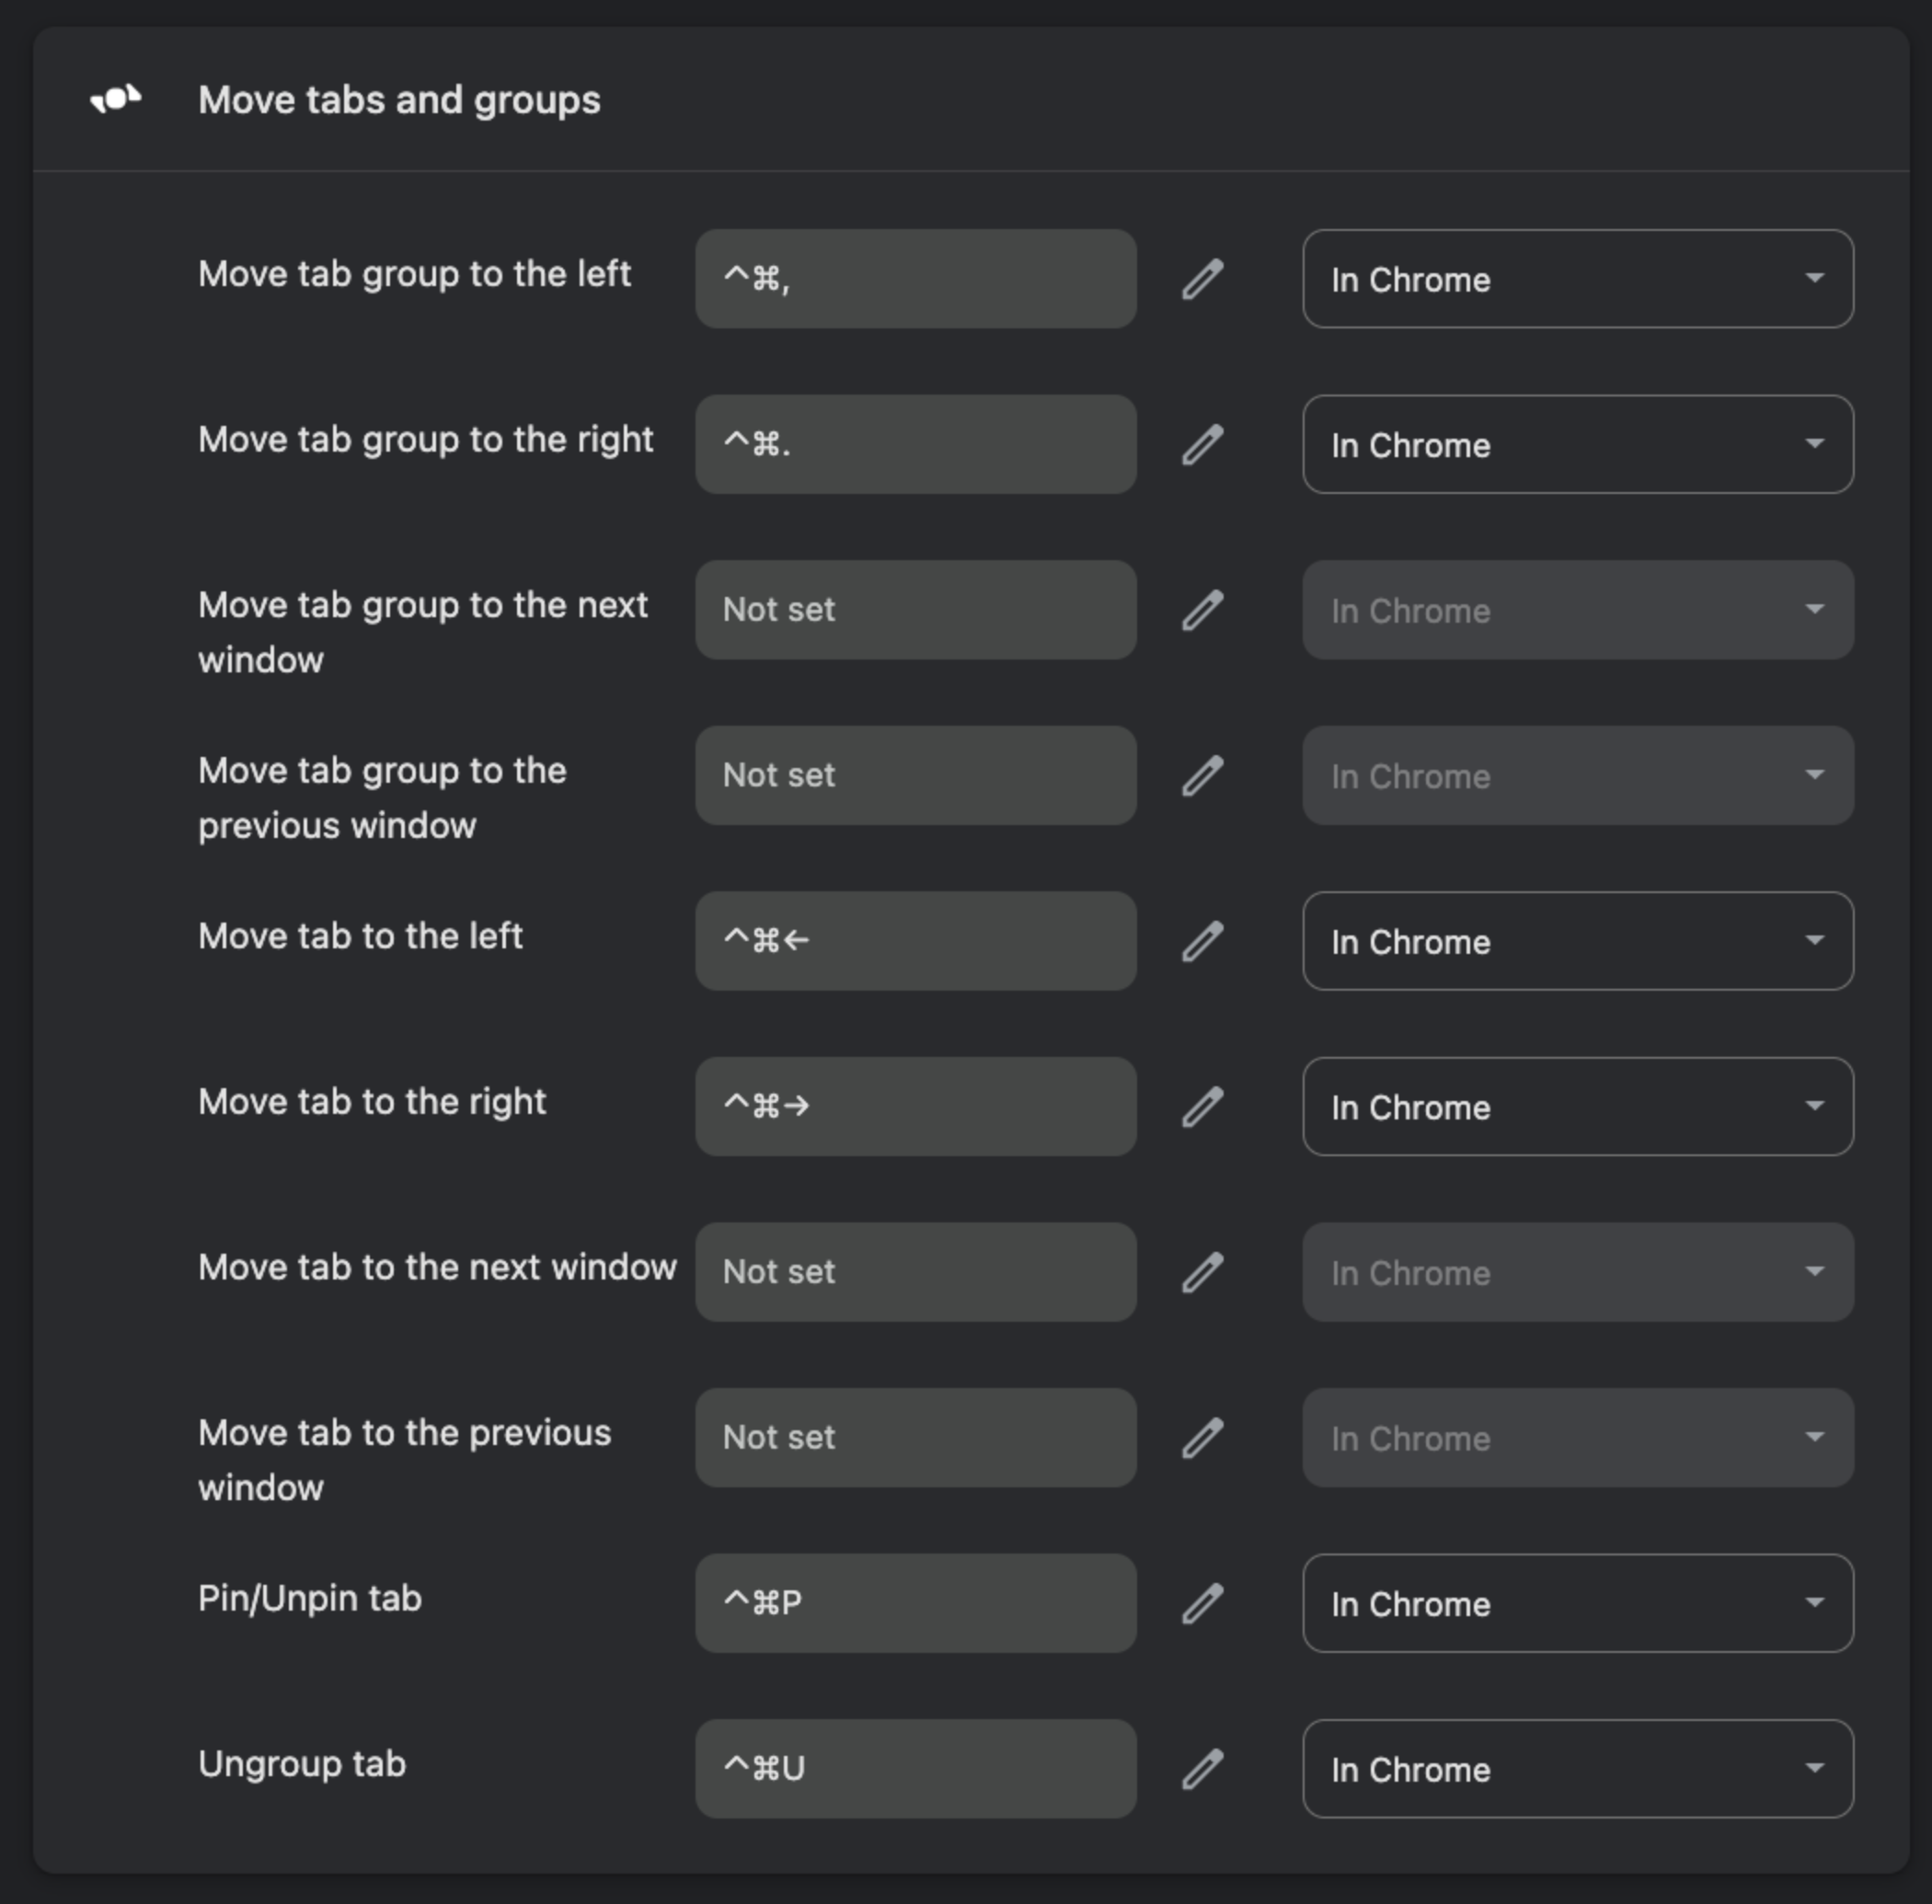 Move tabs and groups
Move tab group to the left
^⌘,
In Chrome
Move tab group to the right
^⌘.
In Chrome
Move tab group to the next
window
Not set
In Chrome
Move tab group to the
previous window
Not set
In Chrome
Move tab to the left
^⌘←
In Chrome
Move tab to the right
^⌘→
In Chrome
Move tab to the next window
Not set
In Chrome
Move tab to the previous
window
Not set
In Chrome
Pin/Unpin tab
^⌘P
In Chrome
Ungroup tab
^⌘U
In Chrome